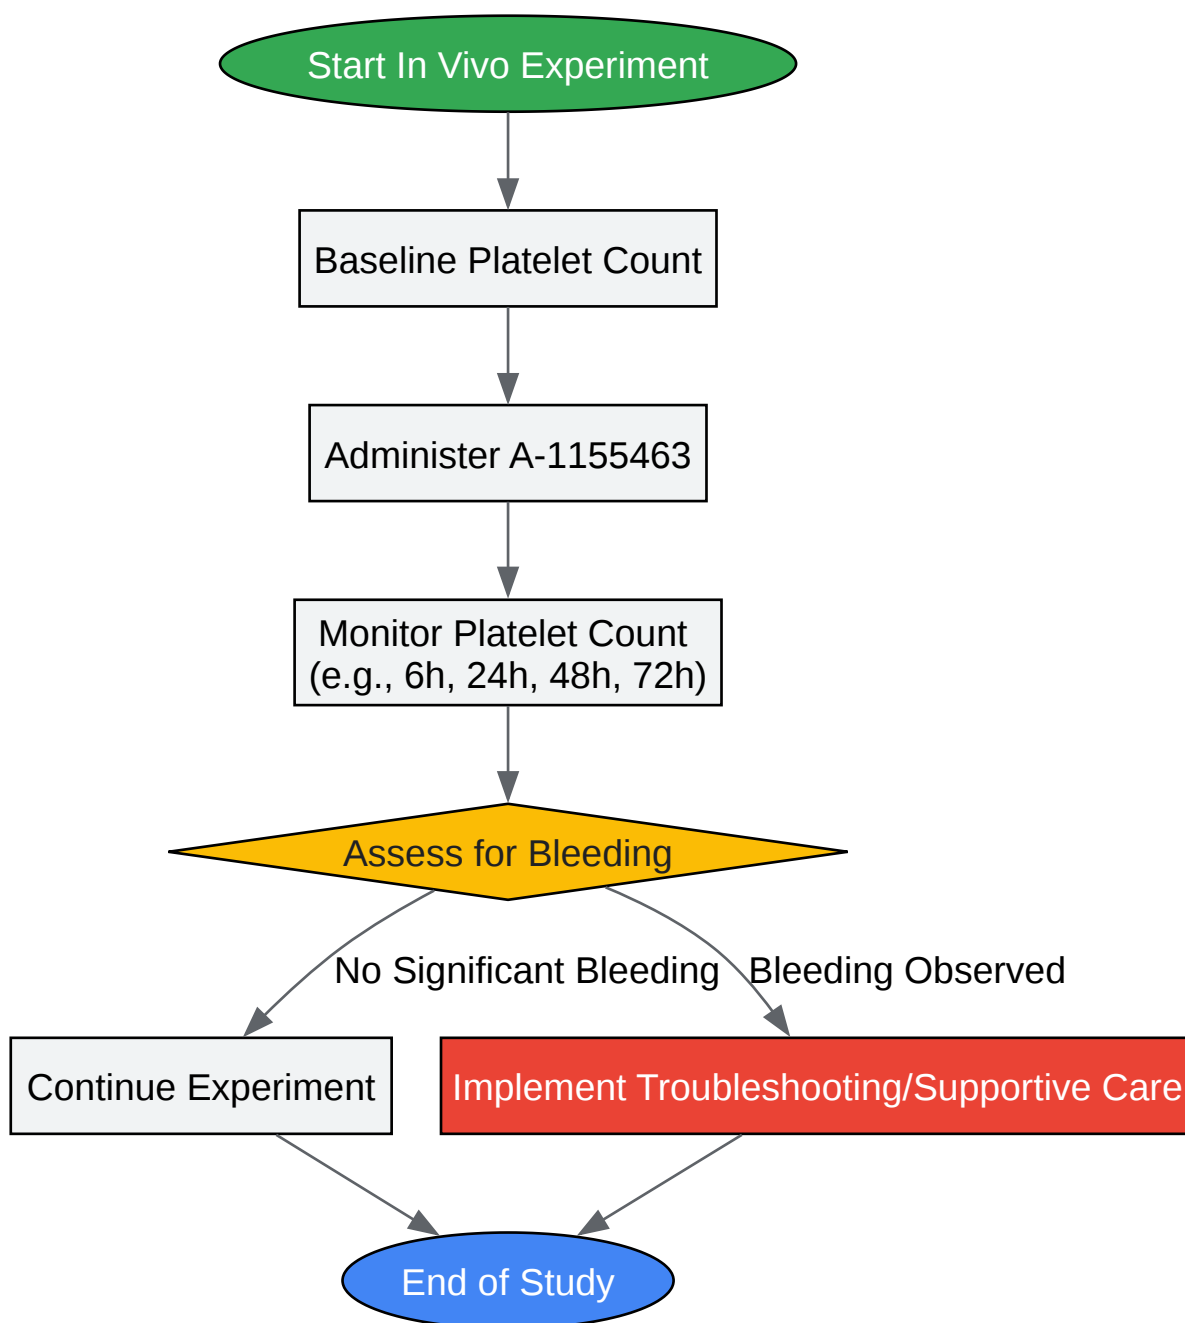 Start In Vivo Experiment
Baseline Platelet Count
Administer A-1155463
Monitor Platelet Count
(e.g., 6h, 24h, 48h, 72h)
Assess for Bleeding
No Significant Bleeding
Bleeding Observed
Continue Experiment
Implement Troubleshooting/Supportive Care
End of Study